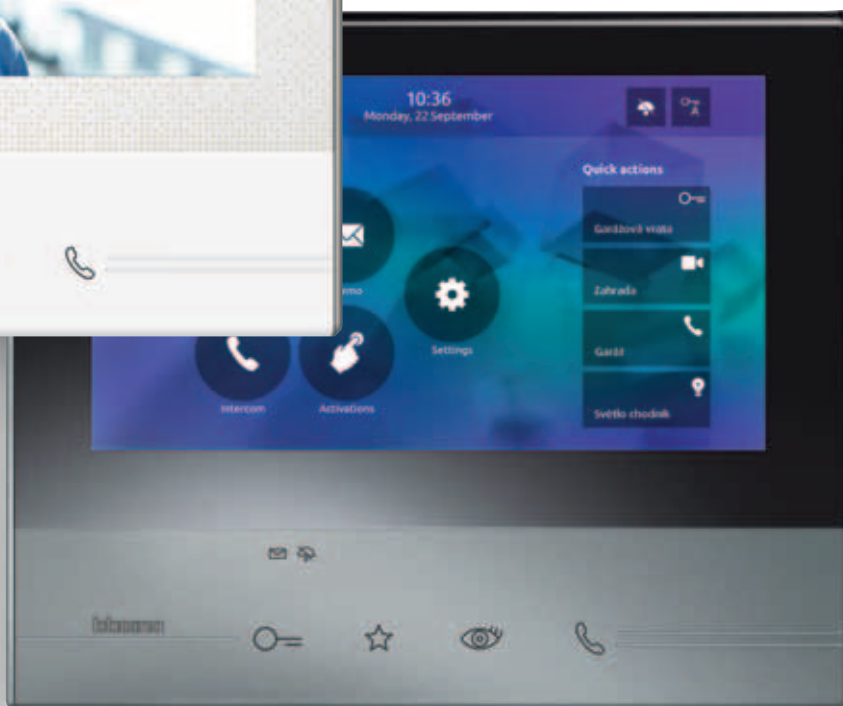 10:36
Monday, 22 September
Quick actions
Garážová vrata
Zahrada
Garáž
Světlo chodník
Settings
Intercom
Activations